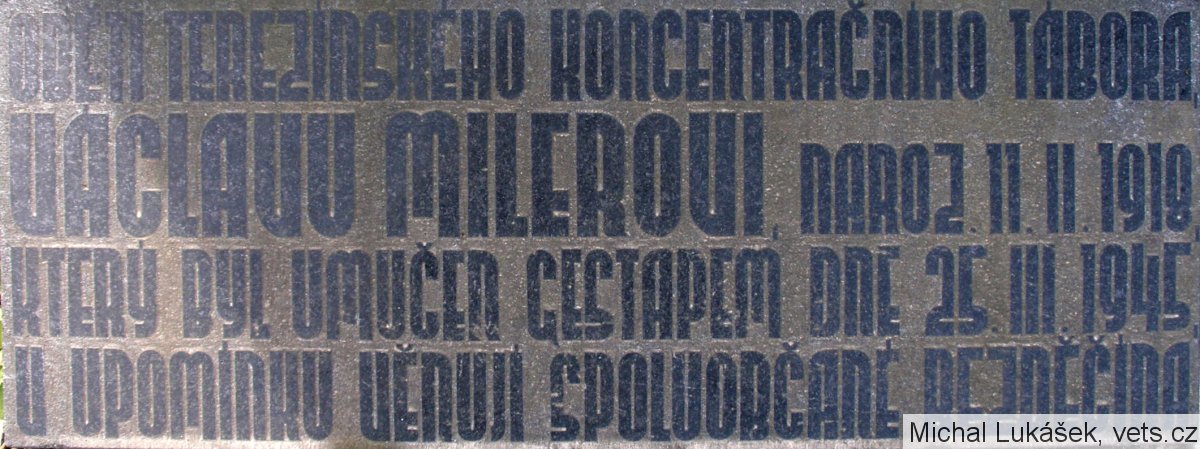 OBĚTI TEREZÍNSKÉHO KONCENTRAČNÍHO TÁBORA
VÁCLAVU MILEROVI, NAROZ. 11. II. 1918,
KTERÝ BYL UMUČEN GESTAPEM DNE 25. III. 1945
V UPOMÍNKU VĚNUJÍ SPOLUOBČANÉ BEZDĚČÍNA
Michal Lukášek, vets.cz